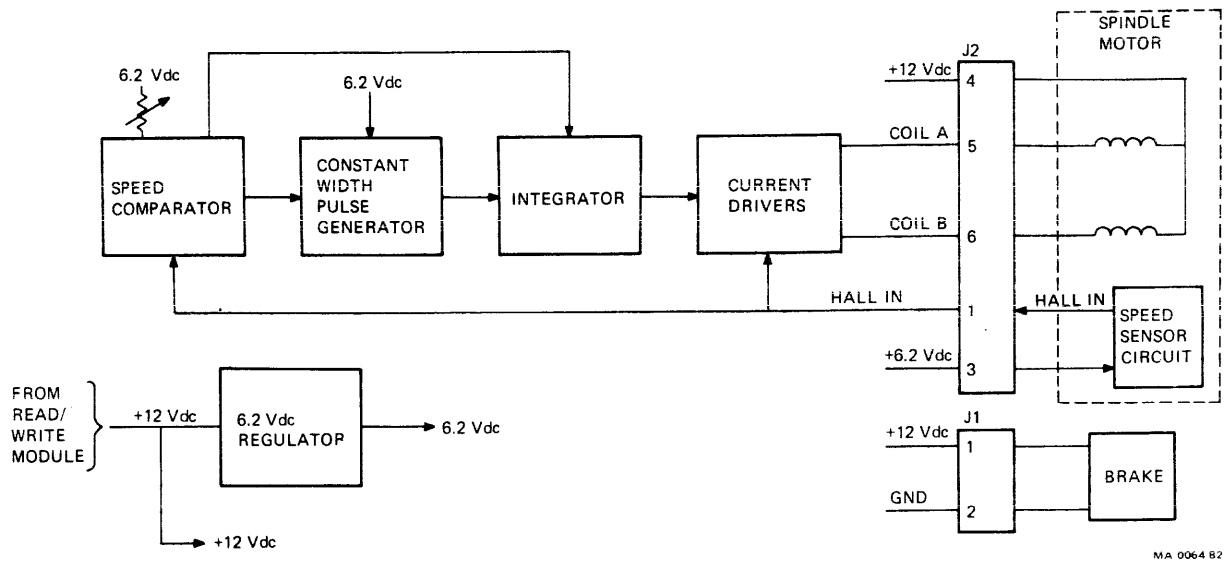 SPINDLE
MOTOR
J2
6.2 Vdc
6.2 Vdc
+12 Vdc
4
COIL A
5
SPEED
COMPARATOR
CONSTANT
WIDTH
PULSE
GENERATOR
INTEGRATOR
CURRENT
DRIVERS
COIL B
6
HALL IN
1
HALL IN
SPEED
SENSOR
CIRCUIT
+6.2 Vdc
3
FROM
READ/
WRITE
MODULE
+12 Vdc
6.2 Vdc
REGULATOR
6.2 Vdc
+12 Vdc
J1
+12 Vdc
1
BRAKE
GND
2
MA 0064 82